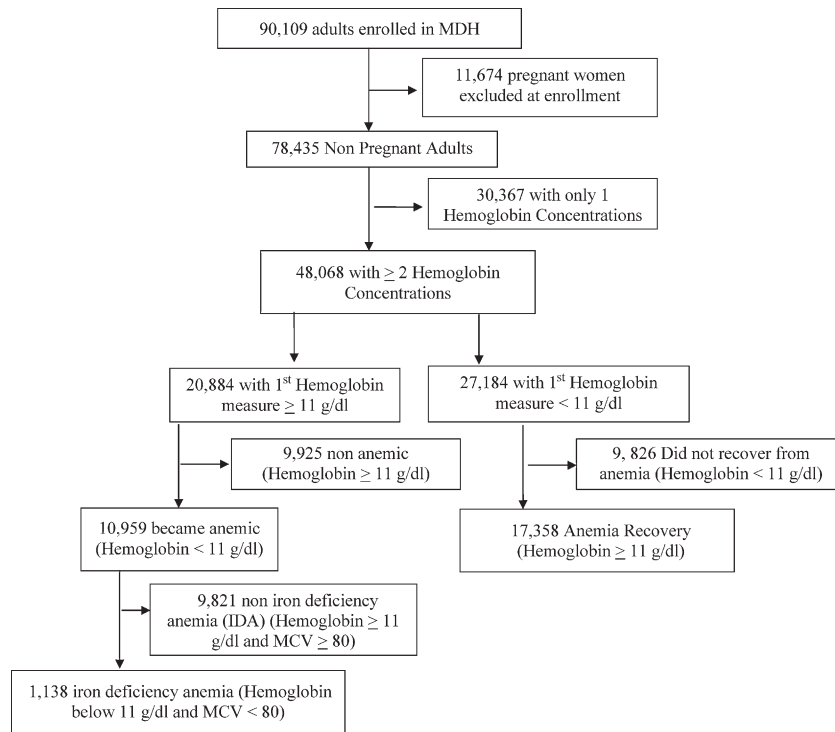 90,109 adults enrolled in MDH
11,674 pregnant women
excluded at enrollment
78,435 Non Pregnant Adults
30,367 with only 1
Hemoglobin Concentrations
48,068 with ≥ 2 Hemoglobin
Concentrations
20,884 with 1st Hemoglobin
measure ≥ 11 g/dl
27,184 with 1st Hemoglobin
measure < 11 g/dl
9,925 non anemic
(Hemoglobin ≥ 11 g/dl)
9, 826 Did not recover from
anemia (Hemoglobin < 11 g/dl)
10,959 became anemic
(Hemoglobin < 11 g/dl)
17,358 Anemia Recovery
(Hemoglobin ≥ 11 g/dl)
9,821 non iron deficiency
anemia (IDA) (Hemoglobin ≥ 11
g/dl and MCV ≥ 80)
1,138 iron deficiency anemia (Hemoglobin
below 11 g/dl and MCV < 80)